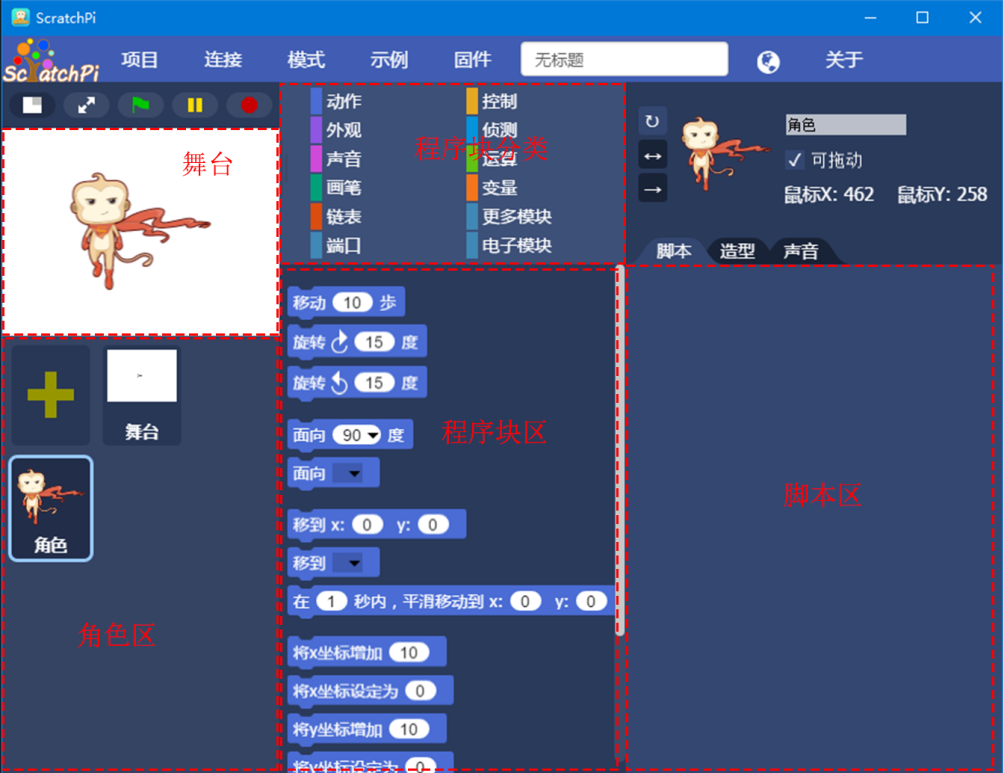 ScratchPi
ScratchPi 项目 连接 模式 示例 固件 无标题 关于
舞台
动作 控制
外观 侦测
程序块分类
声音 运算
画笔 变量
链表 更多模块
端口 电子模块
角色
可拖动
鼠标X: 462 鼠标Y: 258
脚本 造型 声音
舞台
角色
角色区
移动 10 步
旋转 15 度
旋转 15 度
面向 90 度
程序块区
面向
移到 x: 0 y: 0
移到
在 1 秒内，平滑移动到 x: 0 y: 0
将x坐标增加 10
将x坐标设定为 0
将y坐标增加 10
将y坐标设定为 0
脚本区